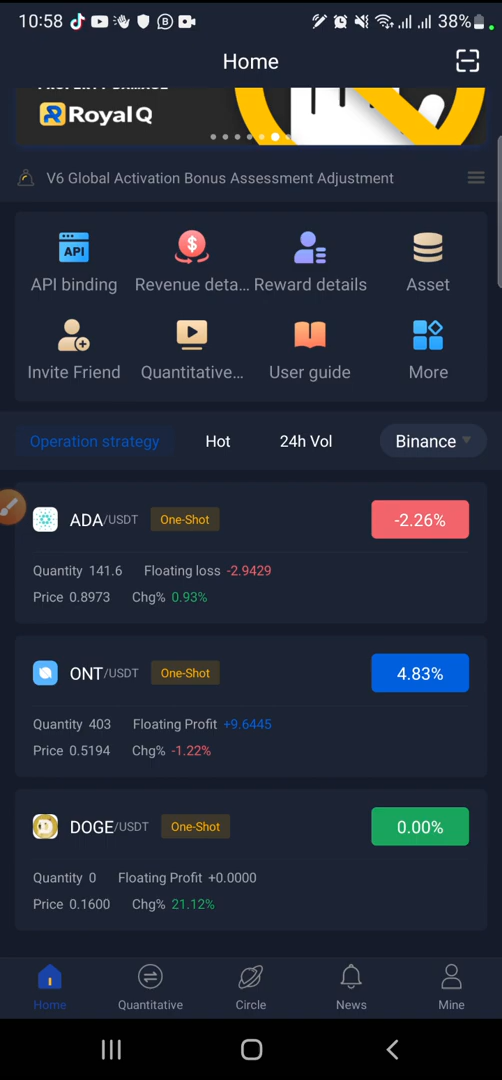 10:58
38%
Home
PROPERTY DAMAGE
RoyalQ
V6 Global Activation Bonus Assessment Adjustment
API
API binding
Revenue deta...
Reward details
Asset
Invite Friend
Quantitative...
User guide
More
Operation strategy
Hot
24h Vol
Binance
ADA/USDT One-Shot -2.26%
Quantity 141.6 Floating loss -2.9429
Price 0.8973 Chg% 0.93%
ONT/USDT One-Shot 4.83%
Quantity 403 Floating Profit +9.6445
Price 0.5194 Chg% -1.22%
DOGE/USDT One-Shot 0.00%
Quantity 0 Floating Profit +0.0000
Price 0.1600 Chg% 21.12%
Home
Quantitative
Circle
News
Mine